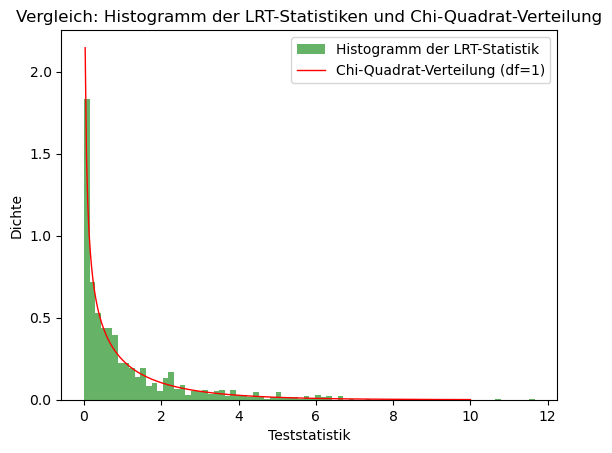 Vergleich: Histogramm der LRT-Statistiken und Chi-Quadrat-Verteilung
Histogramm der LRT-Statistik
Chi-Quadrat-Verteilung (df=1)
Dichte
2.0
1.5
1.0
0.5
0.0
0 2 4 6 8 10 12
Teststatistik